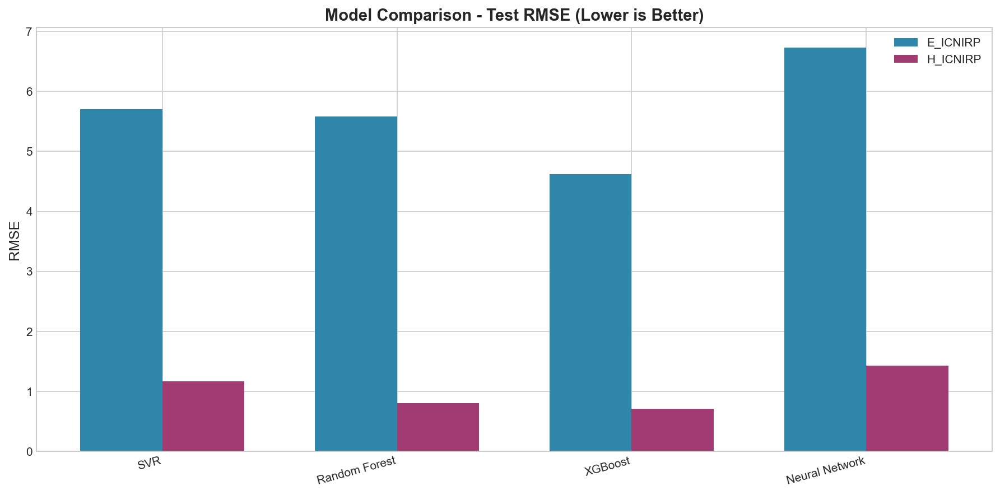 Model Comparison - Test RMSE (Lower is Better)
E_ICNIRP
H_ICNIRP
RMSE
7
6
5
4
3
2
1
0
SVR
Random Forest
XGBoost
Neural Network